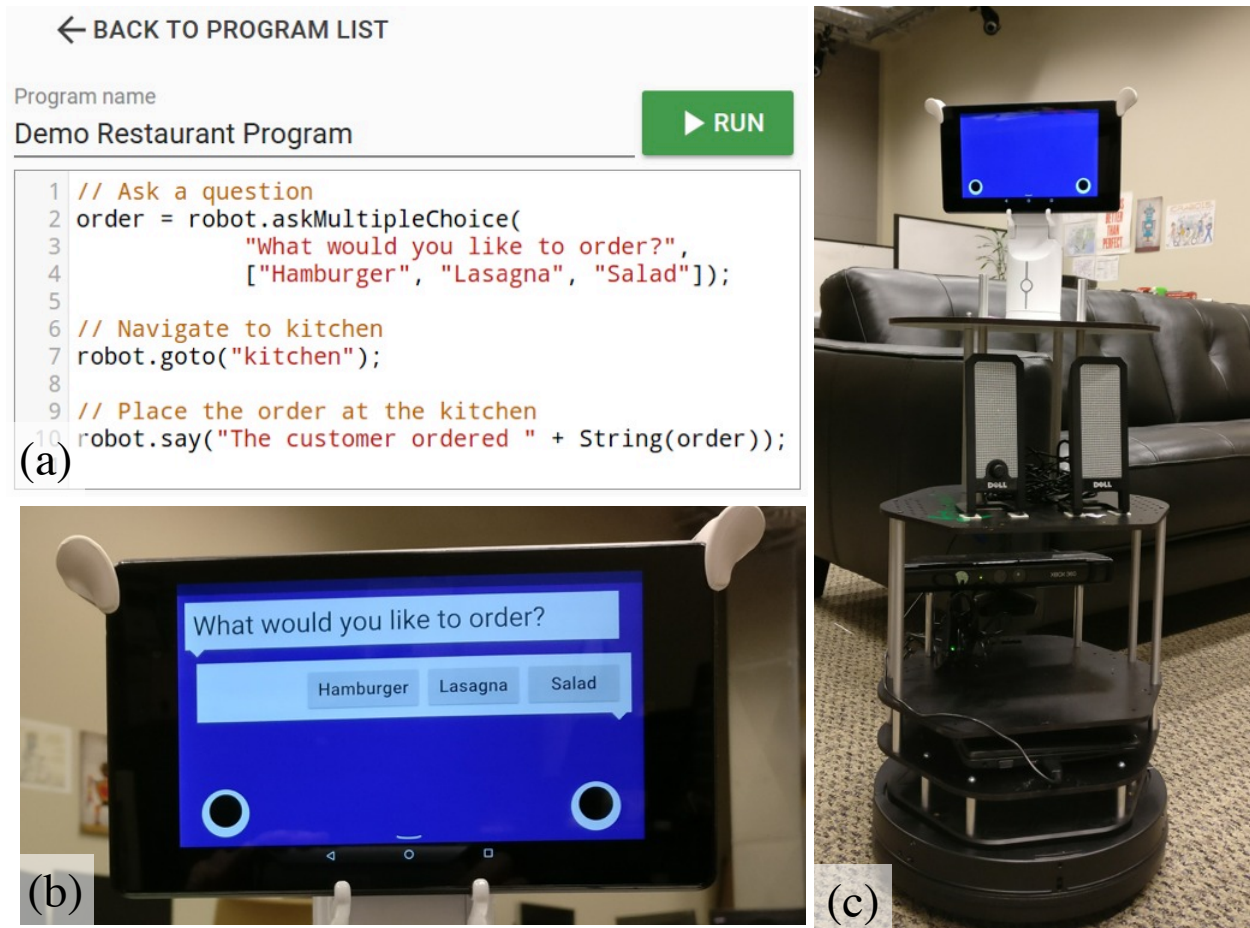 BACK TO PROGRAM LIST
Program name
Demo Restaurant Program
RUN
1 // Ask a question
2 order = robot.askMultipleChoice(
3 "What would you like to order?",
4 ["Hamburger", "Lasagna", "Salad"]);
5
6 // Navigate to kitchen
7 robot.goto("kitchen");
8
9 // Place the order at the kitchen
10 robot.say("The customer ordered " + String(order));
(a)
What would you like to order?
Hamburger Lasagna Salad
(b)
BETTER
THAN
PERFECT
DELL DELL
XBOX 360
(c)